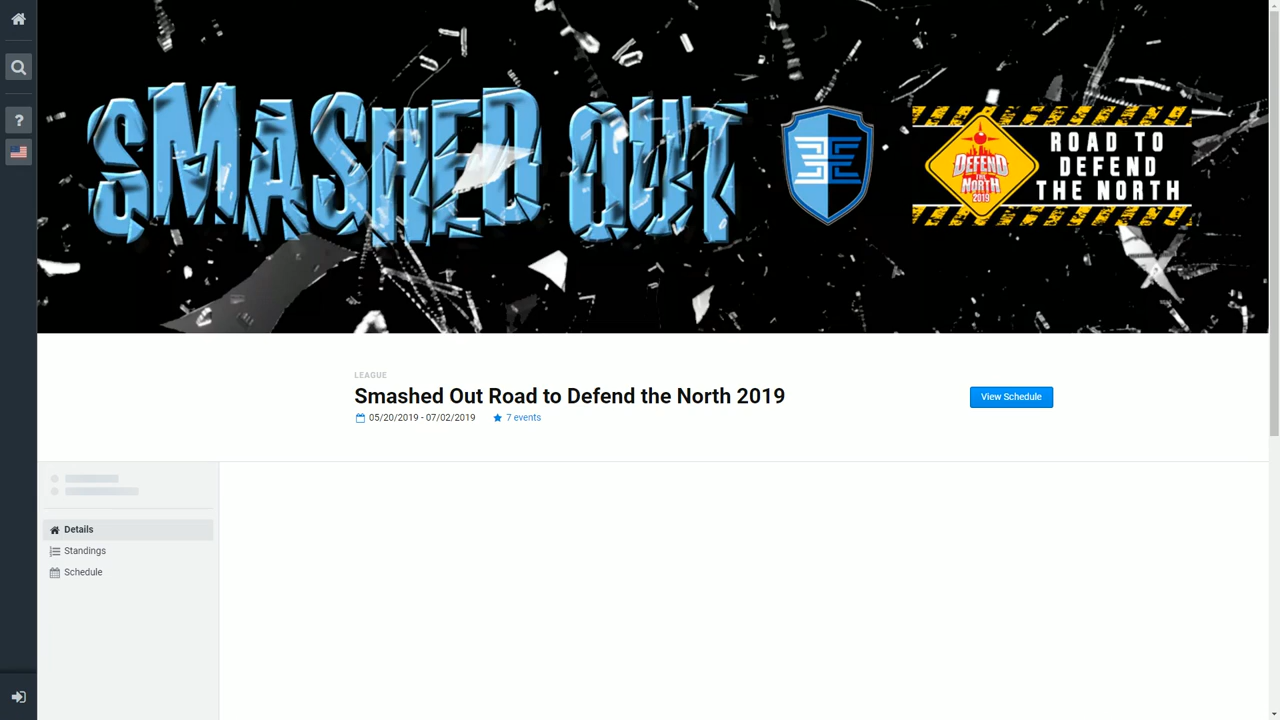 SMASHED OUT
DEFEND
THE
NORTH
2019
ROAD TO
DEFEND
THE NORTH
LEAGUE
Smashed Out Road to Defend the North 2019
05/20/2019 - 07/02/2019
7 events
View Schedule
Details
Standings
Schedule